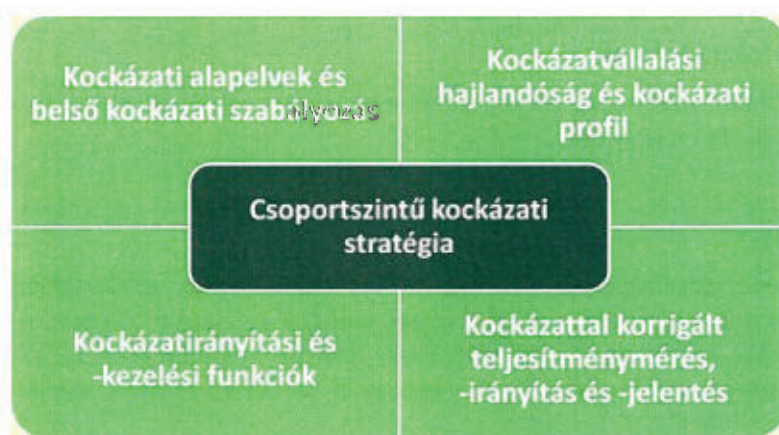 Kockázati alapelvek és
belső kockázati szabályozás
Kockázatvállalási
hajlandóság és kockázati
profil
Csoportszintű kockázati
stratégia
Kockázatirányítási és
-kezelési funkciók
Kockázattal korrigált
teljesítménymérés,
-irányítás és -jelentés